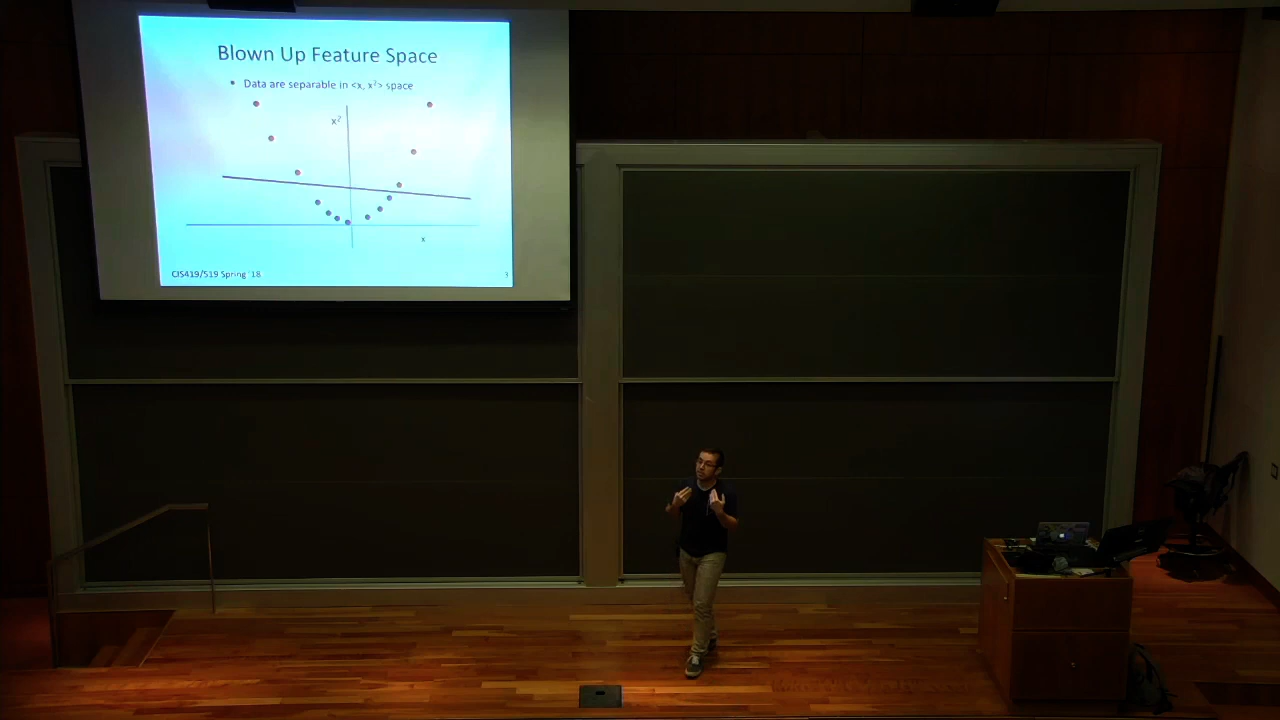 Blown Up Feature Space
• Data are separable in <x, x²> space
x²
x
CIS419/519 Spring '18
3